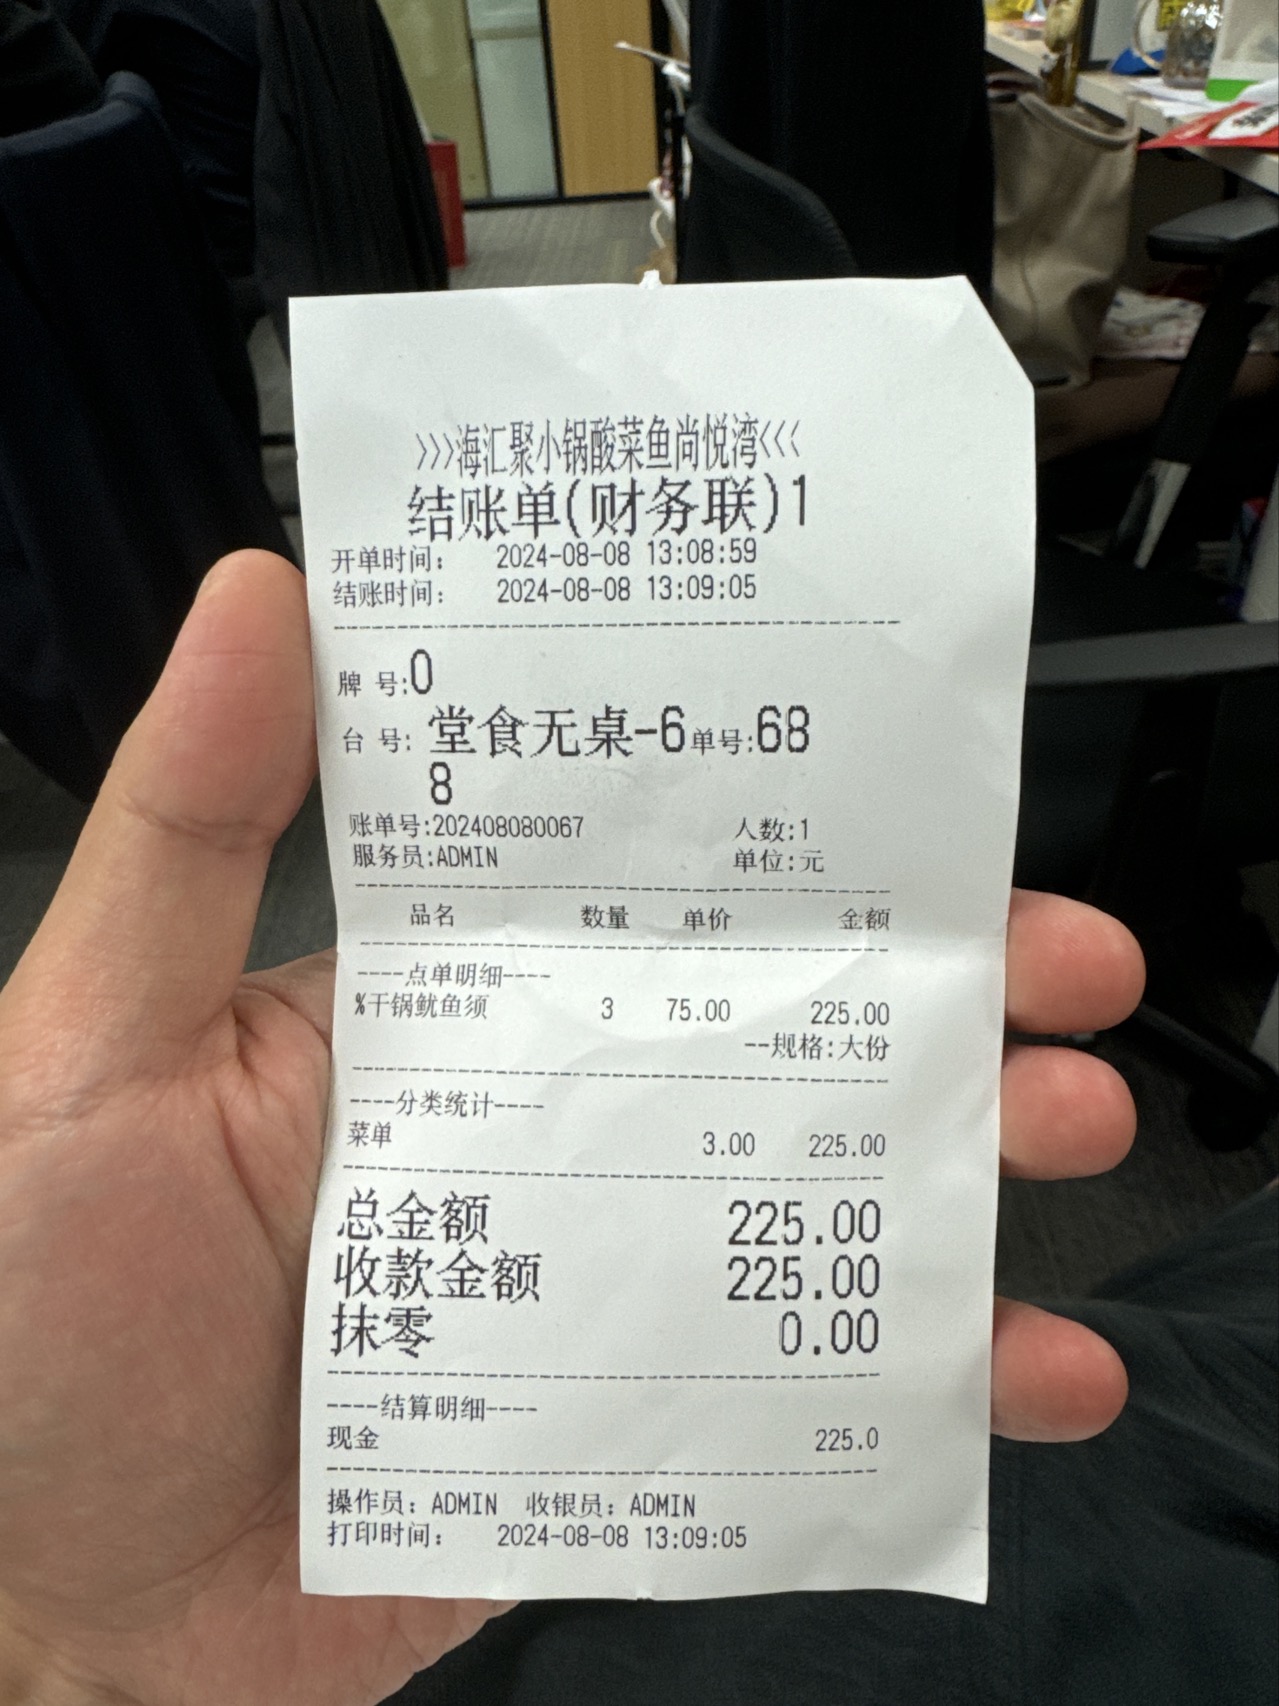 >>>海汇聚小锅酸菜鱼尚悦湾<<<
结账单(财务联)1
开单时间: 2024-08-08 13:08:59
结账时间: 2024-08-08 13:09:05
牌 号:0
台 号: 堂食无桌-6单号:68
8
账单号:202408080067 人数:1
服务员:ADMIN 单位:元
品名 数量 单价 金额
----点单明细----
%干锅鱿鱼须 3 75.00 225.00
--规格:大份
----分类统计----
菜单 3.00 225.00
总金额 225.00
收款金额 225.00
抹零 0.00
----结算明细----
现金 225.0
操作员: ADMIN 收银员: ADMIN
打印时间: 2024-08-08 13:09:05